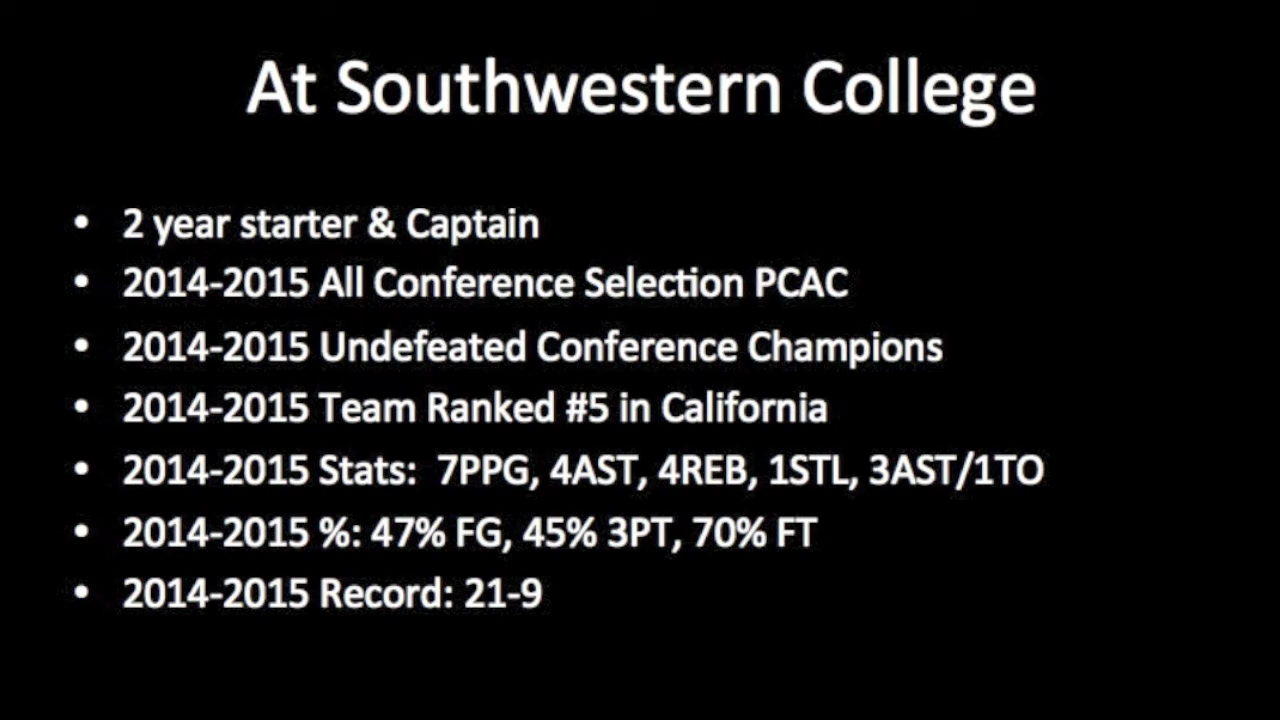 At Southwestern College
• 2 year starter & Captain
• 2014-2015 All Conference Selection PCAC
• 2014-2015 Undefeated Conference Champions
• 2014-2015 Team Ranked #5 in California
• 2014-2015 Stats:  7PPG, 4AST, 4REB, 1STL, 3AST/1TO
• 2014-2015 %: 47% FG, 45% 3PT, 70% FT
• 2014-2015 Record: 21-9